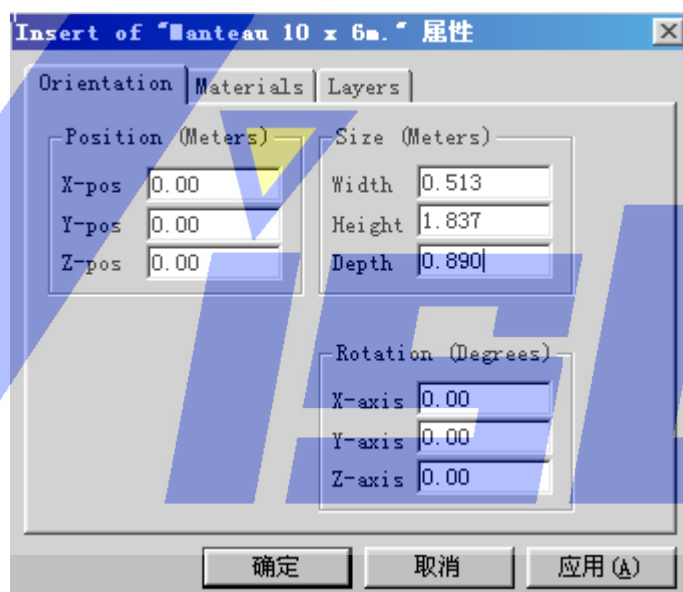 Insert of "Manteau 10 x 6m." 属性
Orientation Materials Layers
Position (Meters)
X-pos 0.00
Y-pos 0.00
Z-pos 0.00
Size (Meters)
Width 0.513
Height 1.837
Depth 0.890
Rotation (Degrees)
X-axis 0.00
Y-axis 0.00
Z-axis 0.00
确定 取消 应用(A)